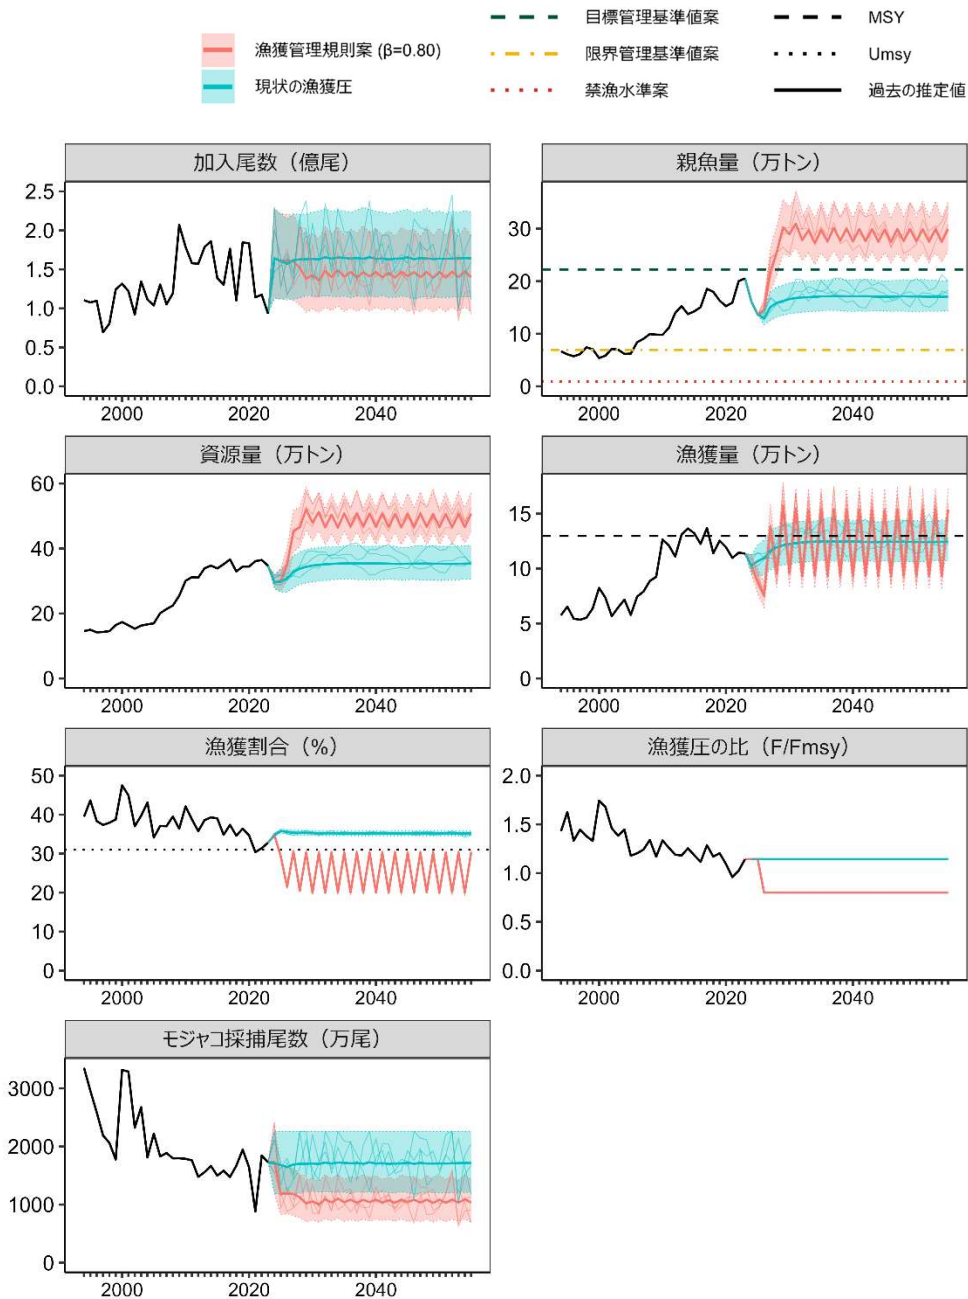 漁獲管理規則案 (β=0.80)
現状の漁獲圧
目標管理基準値案
限界管理基準値案
禁漁水準案
MSY
Umsy
過去の推定値
加入尾数（億尾）
2.5
2.0
1.5
1.0
0.5
0.0
2000 2020 2040
親魚量（万トン）
30
20
10
0
2000 2020 2040
資源量（万トン）
60
40
20
0
2000 2020 2040
漁獲量（万トン）
15
10
5
0
2000 2020 2040
漁獲割合（%）
50
40
30
20
10
0
2000 2020 2040
漁獲圧の比（F/Fmsy）
2.0
1.5
1.0
0.5
0.0
2000 2020 2040
モジャコ採捕尾数（万尾）
3000
2000
1000
0
2000 2020 2040